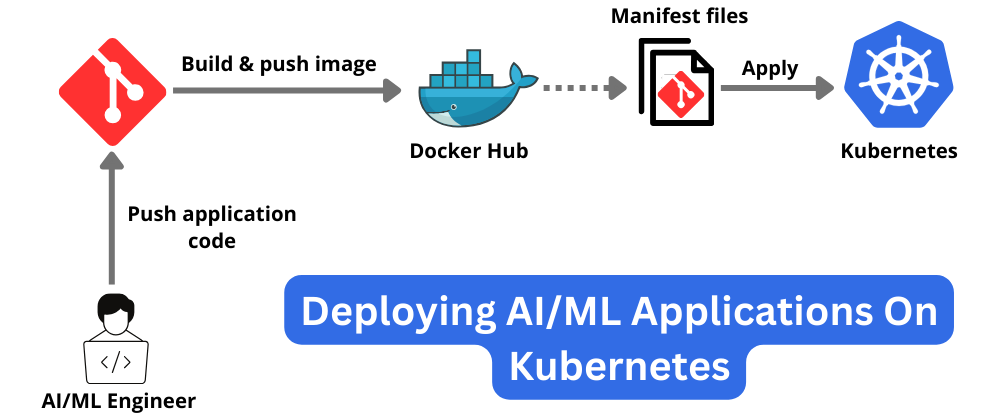 Manifest files
Build & push image
Apply
Docker Hub
Kubernetes
Push application
code
</>
AI/ML Engineer
Deploying AI/ML Applications On
Kubernetes